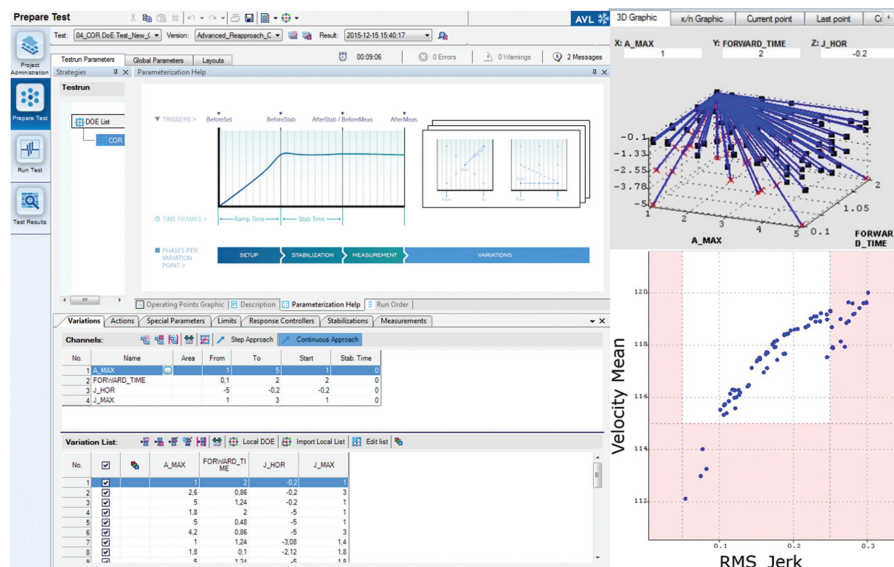 Prepare Test
AVL
Test: 04_COR DoE Test_New_( Version: Advanced_Reapproach_C Result: 2015-12-15 15:40:17
Testrun Parameters Global Parameters Layouts 00:09:06 0 Errors 0 Warnings 2 Messages
Project
Administration
Prepare Test
Run Test
Test Results
Strategies
Parameterization Help
Testrun
DOE List
COR
TRIGGERS > BeforeSet BeforeStab AfterStab / BeforeMeas AfterMeas
TIME FRAMES > Ramp Time Stab Time
PHASES PER
VARIATION
POINT >
SETUP STABILIZATION MEASUREMENT VARIATIONS
Operating Points Graphic Description Parameterization Help Run Order
Variations Actions Special Parameters Limits Response Controllers Stabilizations Measurements
Channels: Step Approach Continuous Approach
No. Name Area From To Start Stab. Time
1 A_MAX 1 5 1 0
2 FORWARD_TIME 0,1 2 2 0
3 J_HOR -5 -0,2 -0,2 0
4 J_MAX 1 3 1 0
Variation List: Local DOE Import Local List Edit list
No. A_MAX FORWARD_TI
ME J_HOR J_MAX
1 1 2 -0,2 1
2 2,6 0,86 -0,2 3
3 5 1,24 -0,2 1
4 1,8 2 -5 1
5 5 0,48 -5 1
6 4,2 0,86 -5 3
7 1 1,24 -3,08 1,4
8 1,8 0,1 -2,12 1,8
3D Graphic x/n Graphic Current point Last point
X: A_MAX Y: FORWARD_TIME Z: J_HOR
1 2 -0.2
-0.1
-1.33
-2.55
-3.78
-5
1 2 3 4 5
0.1 1.05 2
A_MAX
FORWAR
D_TIME
Velocity Mean
120
118
116
114
112
0.1 0.2 0.3
RMS_Jerk